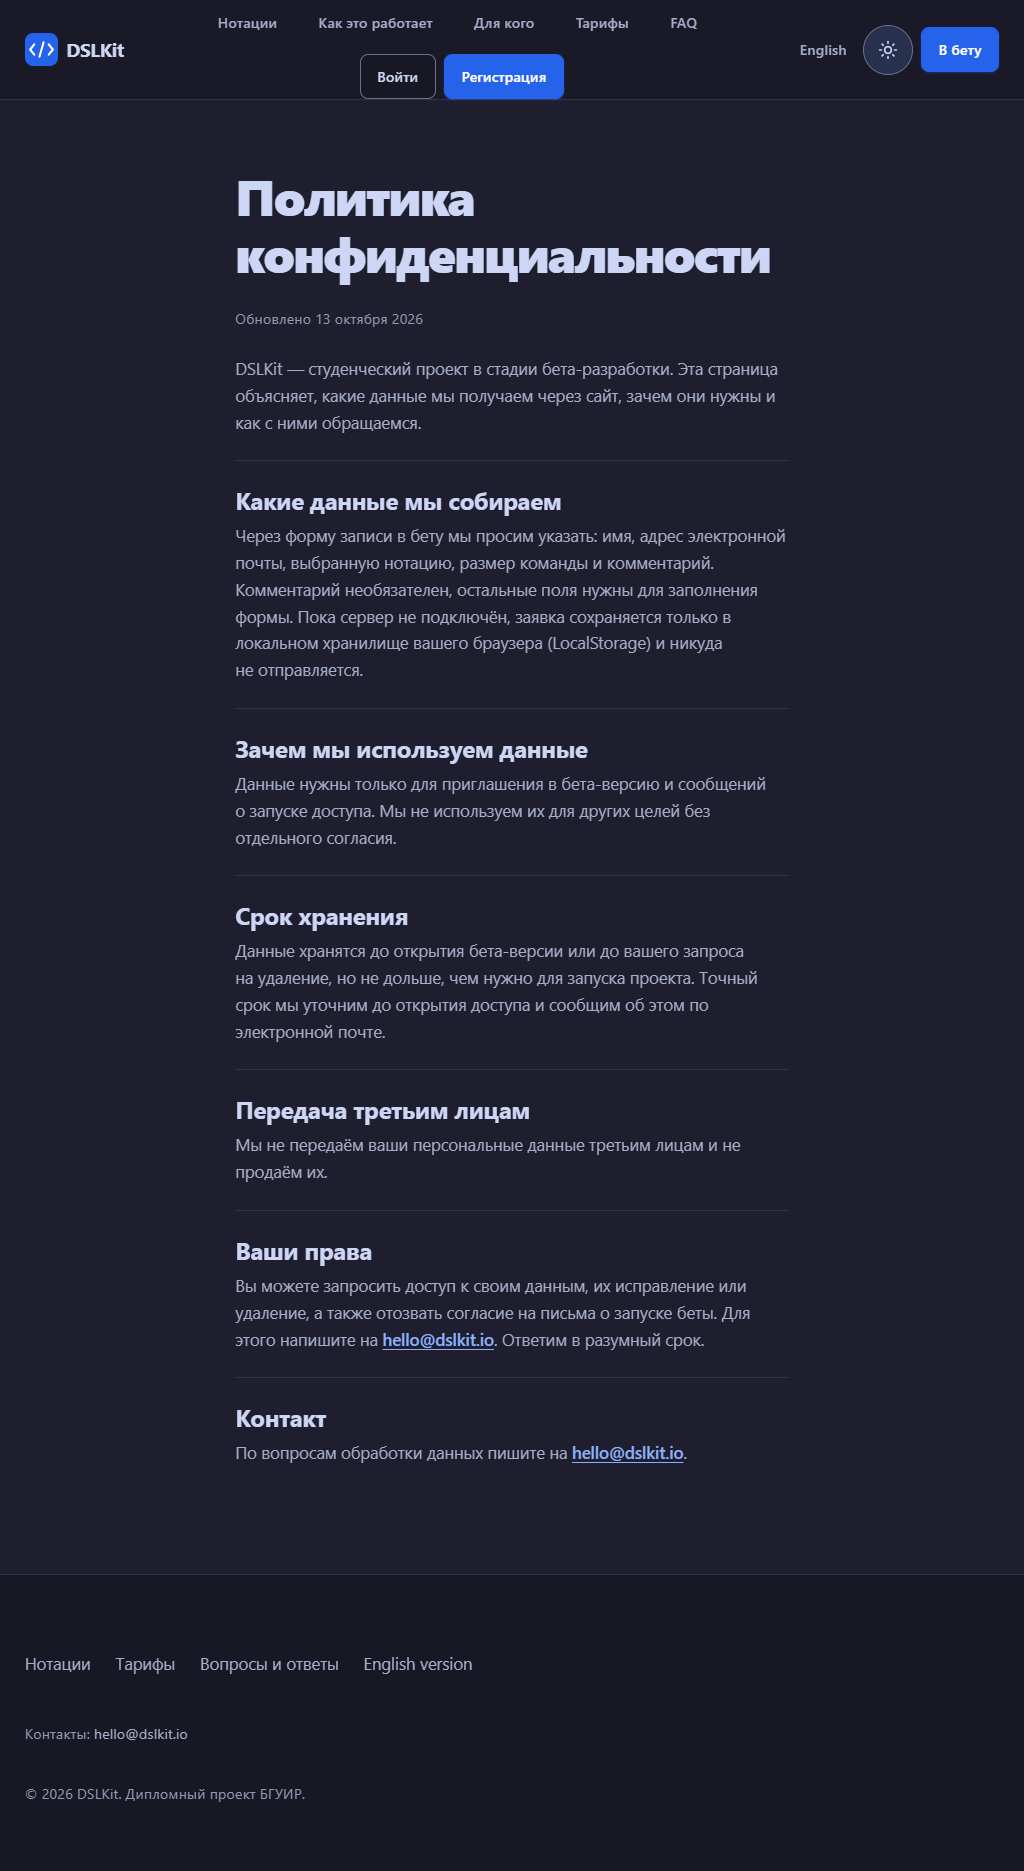 DSLKit
Нотации
Как это работает
Для кого
Тарифы
FAQ
Войти
Регистрация
English
В бету
Политика
конфиденциальности
Обновлено 13 октября 2026
DSLKit — студенческий проект в стадии бета-разработки. Эта страница
объясняет, какие данные мы получаем через сайт, зачем они нужны и
как с ними обращаемся.
Какие данные мы собираем
Через форму записи в бету мы просим указать: имя, адрес электронной
почты, выбранную нотацию, размер команды и комментарий.
Комментарий необязателен, остальные поля нужны для заполнения
формы. Пока сервер не подключён, заявка сохраняется только в
локальном хранилище вашего браузера (LocalStorage) и никуда
не отправляется.
Зачем мы используем данные
Данные нужны только для приглашения в бета-версию и сообщений
о запуске доступа. Мы не используем их для других целей без
отдельного согласия.
Срок хранения
Данные хранятся до открытия бета-версии или до вашего запроса
на удаление, но не дольше, чем нужно для запуска проекта. Точный
срок мы уточним до открытия доступа и сообщим об этом по
электронной почте.
Передача третьим лицам
Мы не передаём ваши персональные данные третьим лицам и не
продаём их.
Ваши права
Вы можете запросить доступ к своим данным, их исправление или
удаление, а также отозвать согласие на письма о запуске беты. Для
этого напишите на hello@dslkit.io. Ответим в разумный срок.
Контакт
По вопросам обработки данных пишите на hello@dslkit.io.
Нотации
Тарифы
Вопросы и ответы
English version
Контакты: hello@dslkit.io
© 2026 DSLKit. Дипломный проект БГУИР.